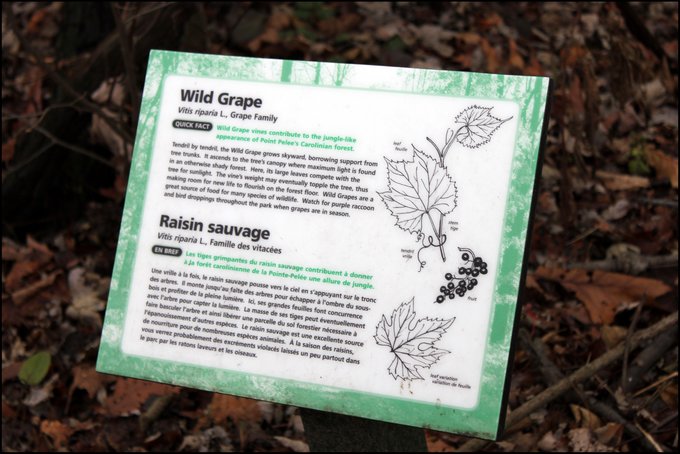 Wild Grape
Vitis riparia L., Grape Family
QUICK FACT Wild Grape vines contribute to the jungle-like
appearance of Point Pelee's Carolinian forest.
Tendril by tendril, the Wild Grape grows skyward, borrowing support from
tree trunks. It ascends to the tree's canopy where maximum light is found
in an otherwise shady forest. Here, its large leaves compete with the
tree for sunlight. The vine's weight may eventually topple the tree, thus
making room for new life to flourish on the forest floor. Wild Grapes are a
great source of food for many species of wildlife. Watch for purple raccoon
and bird droppings throughout the park when grapes are in season.
leaf
feuille
stem
tige
tendril
vrille
fruit
Raisin sauvage
Vitis riparia L., Famille des vitacées
EN BREF Les tiges grimpantes du raisin sauvage contribuent à donner
à la forêt carolinienne de la Pointe-Pelée une allure de jungle.
Une vrille à la fois, le raisin sauvage pousse vers le ciel en s'appuyant sur le tronc
des arbres. Il monte jusqu'au faîte des arbres pour échapper à l'ombre du sous-
bois et profiter de la pleine lumière. Ici, ses grandes feuilles font concurrence
avec l'arbre pour capter la lumière. La masse de ses tiges peut éventuellement
faire basculer l'arbre et ainsi libérer une parcelle du sol forestier nécessaire à
l'épanouissement d'autres espèces. Le raisin sauvage est une excellente source
de nourriture pour de nombreuses espèces animales. À la saison des raisins,
vous verrez probablement des excréments violacés laissés un peu partout dans
le parc par les ratons laveurs et les oiseaux.
leaf variation
variation de feuille